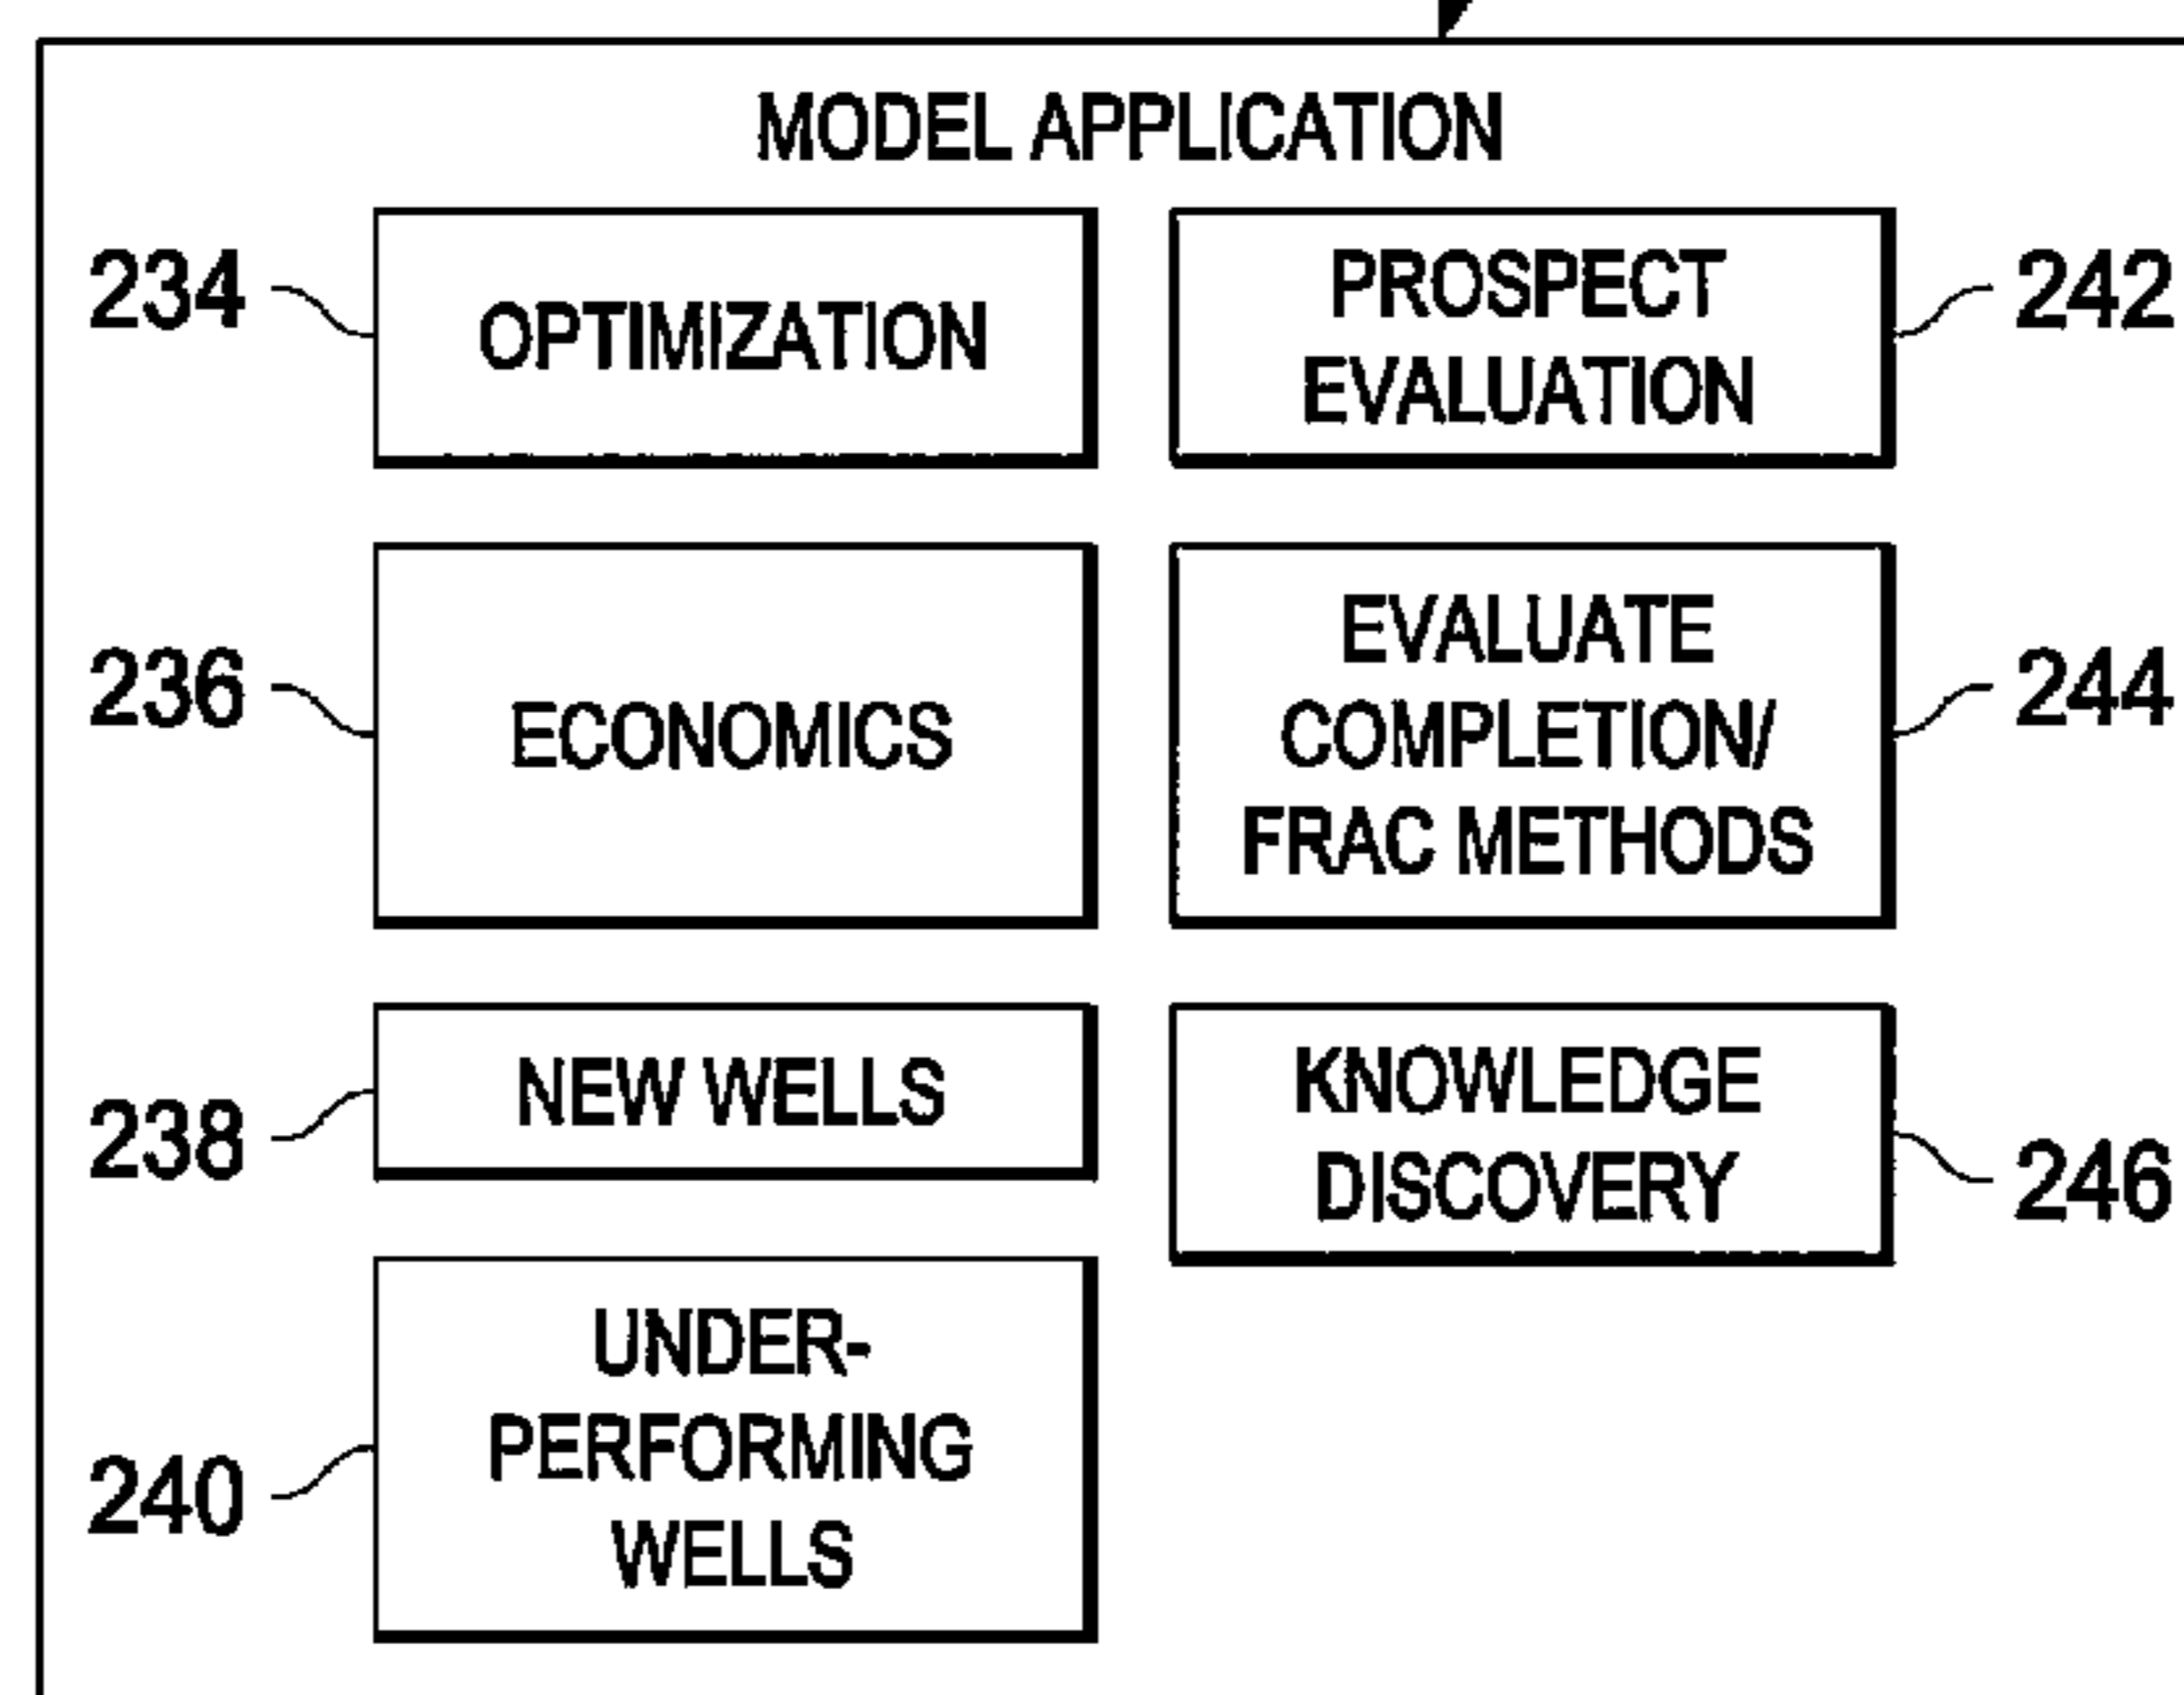 MODEL APPLICATION
234
OPTIMIZATION
PROSPECT
EVALUATION
242
236
ECONOMICS
EVALUATE
COMPLETION/
FRAC METHODS
244
238
NEW WELLS
KNOWLEDGE
DISCOVERY
246
240
UNDER-
PERFORMING
WELLS